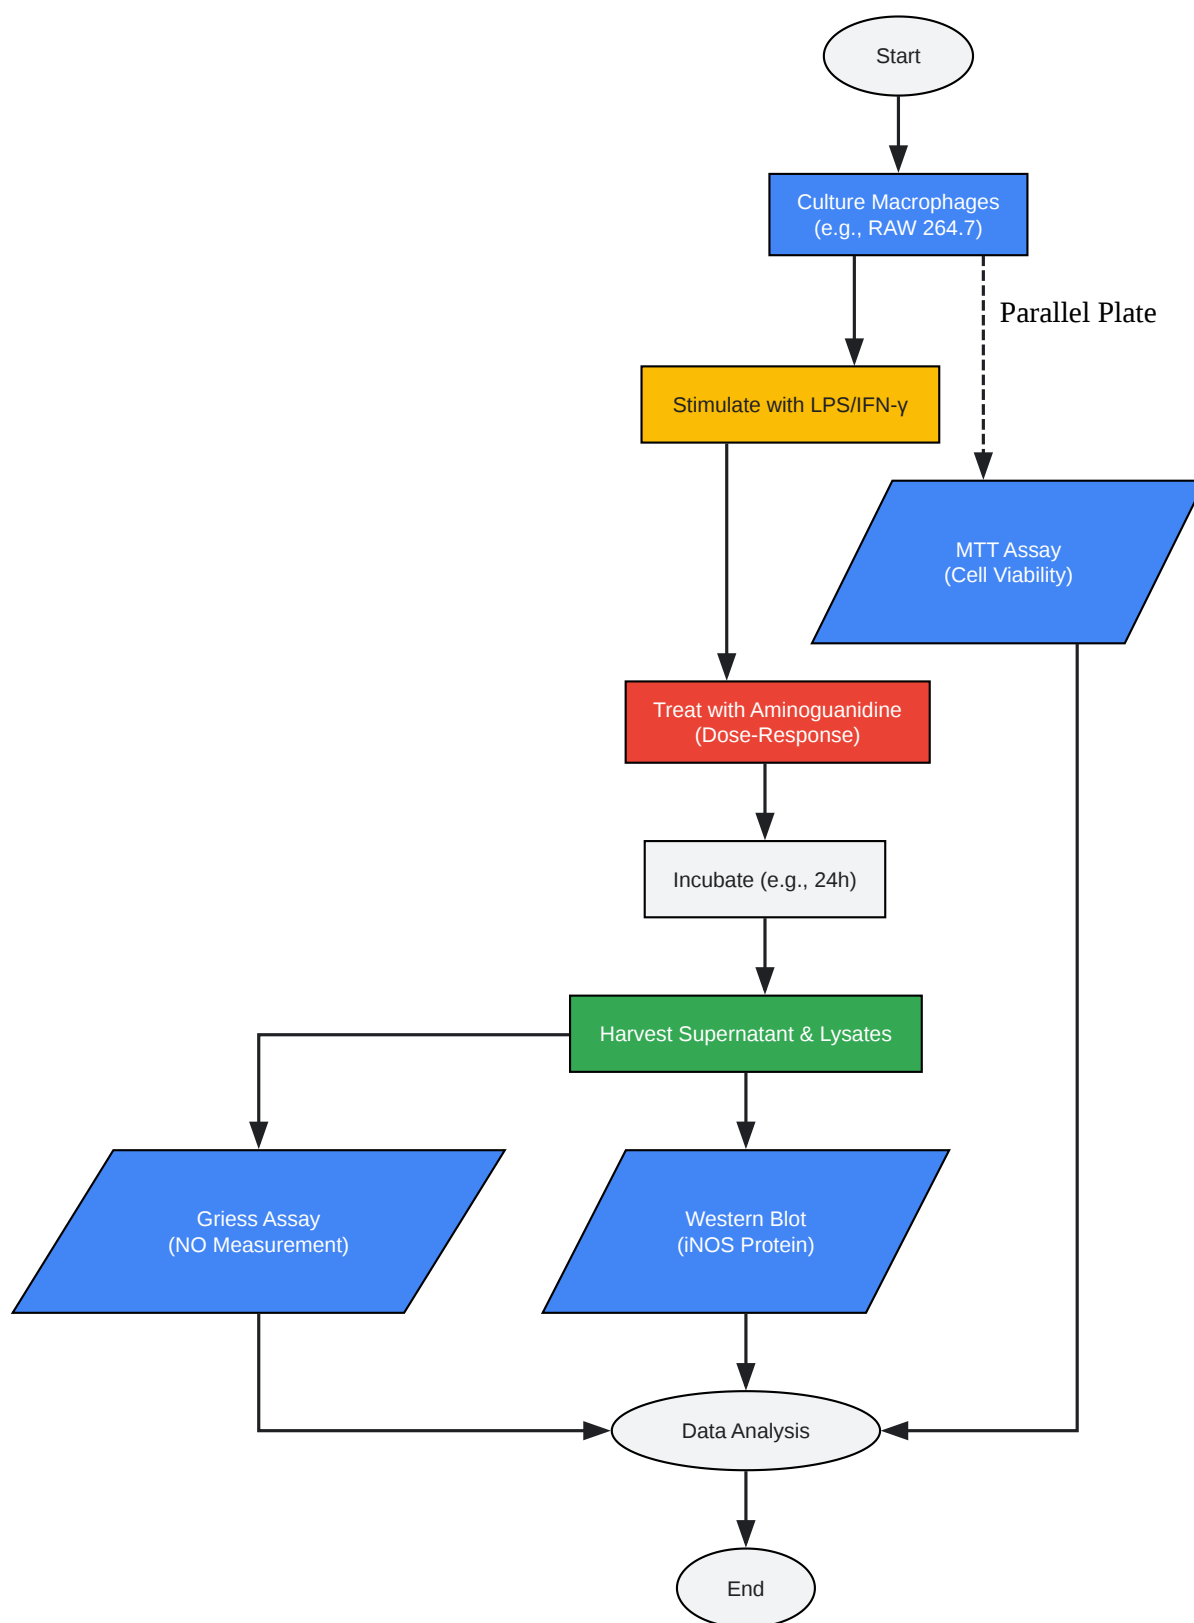 Start
Culture Macrophages
(e.g., RAW 264.7)
Parallel Plate
Stimulate with LPS/IFN-γ
MTT Assay
(Cell Viability)
Treat with Aminoguanidine
(Dose-Response)
Incubate (e.g., 24h)
Harvest Supernatant & Lysates
Griess Assay
(NO Measurement)
Western Blot
(iNOS Protein)
Data Analysis
End